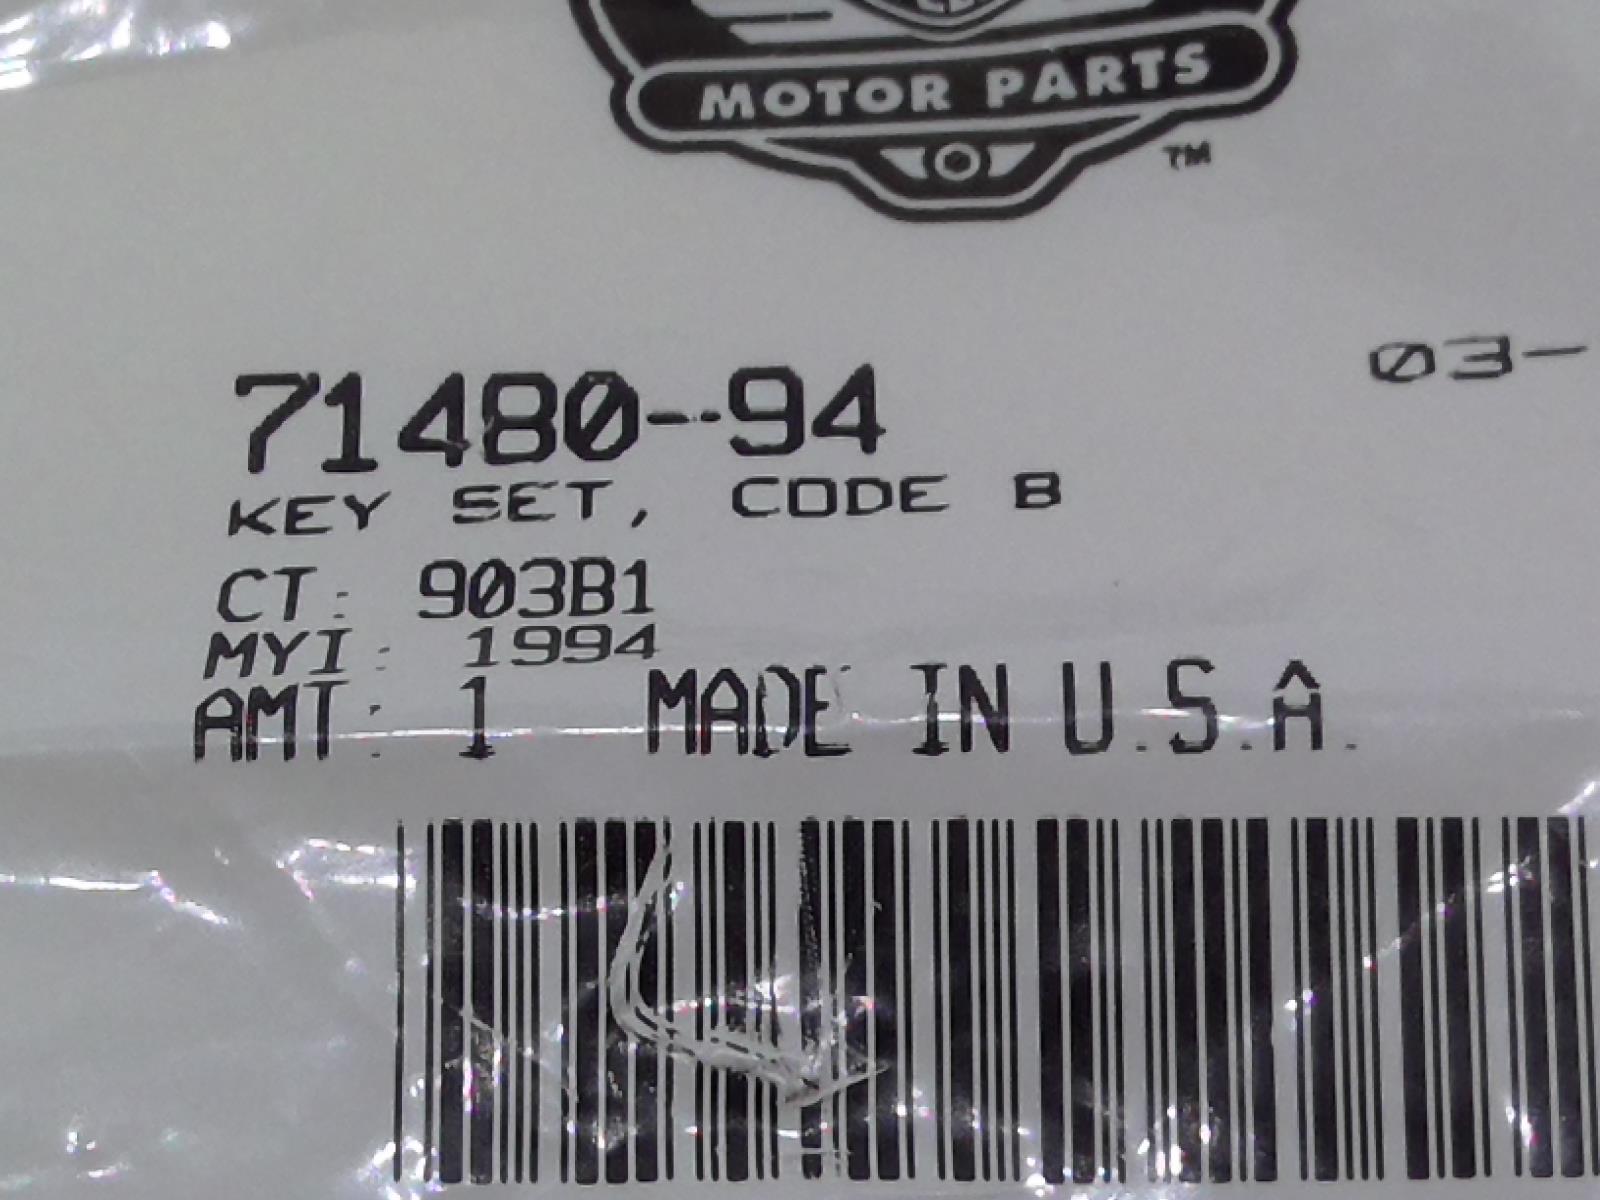 MOTOR PARTS
TM
03-
71480-94
KEY SET, CODE B
CT: 903B1
MYI: 1994
AMT: 1 MADE IN U.S.A.